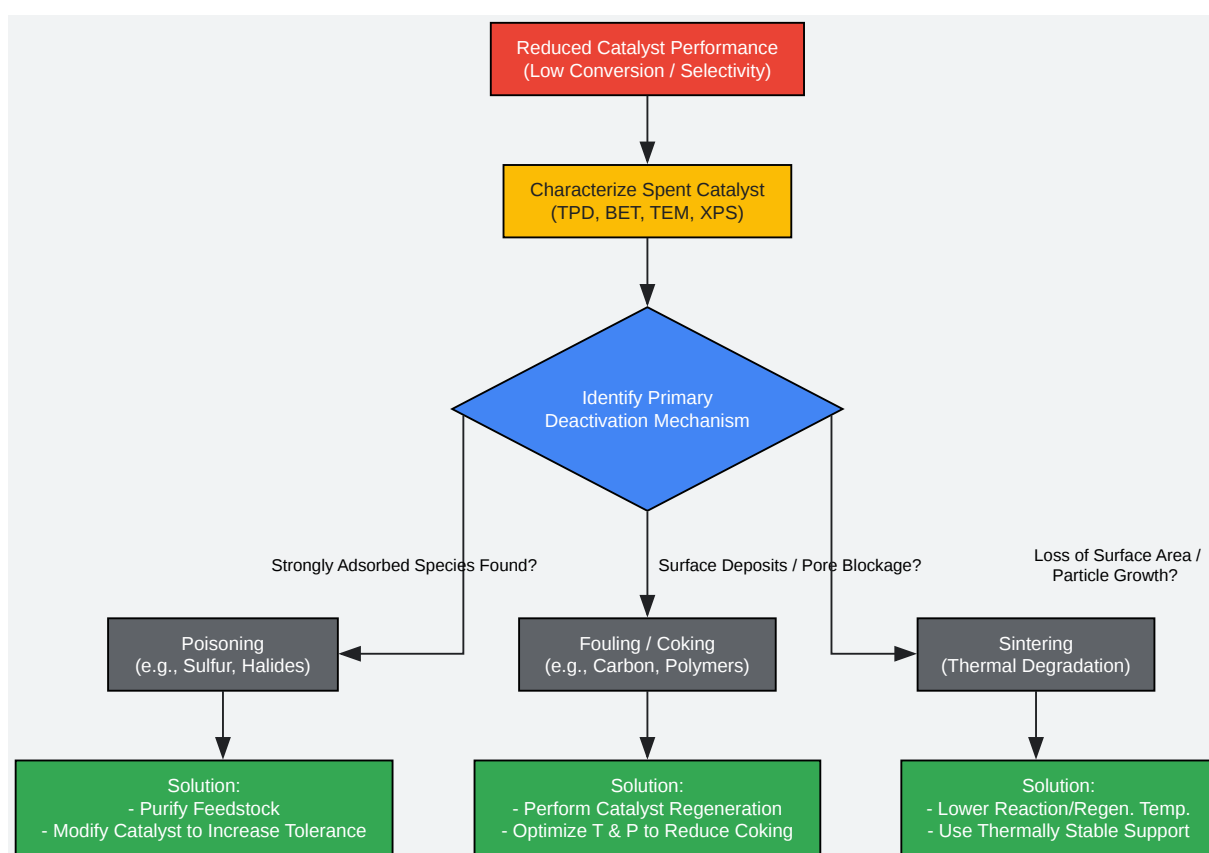 Reduced Catalyst Performance
(Low Conversion / Selectivity)
Characterize Spent Catalyst
(TPD, BET, TEM, XPS)
Identify Primary
Deactivation Mechanism
Strongly Adsorbed Species Found?
Surface Deposits / Pore Blockage?
Loss of Surface Area /
Particle Growth?
Poisoning
(e.g., Sulfur, Halides)
Fouling / Coking
(e.g., Carbon, Polymers)
Sintering
(Thermal Degradation)
Solution:
- Purify Feedstock
- Modify Catalyst to Increase Tolerance
Solution:
- Perform Catalyst Regeneration
- Optimize T & P to Reduce Coking
Solution:
- Lower Reaction/Regen. Temp.
- Use Thermally Stable Support